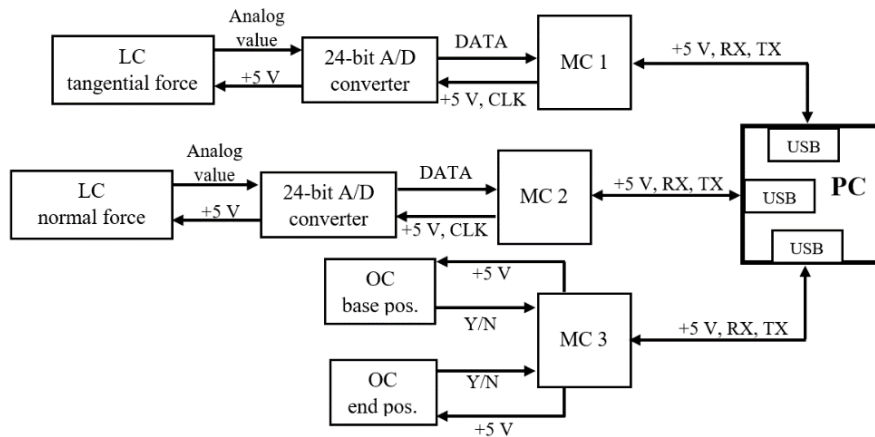 LC
tangential force
Analog
value
+5 V
24-bit A/D
converter
DATA
+5 V, CLK
MC 1
+5 V, RX, TX
LC
normal force
Analog
value
+5 V
24-bit A/D
converter
DATA
+5 V, CLK
MC 2
+5 V, RX, TX
USB
USB
PC
USB
OC
base pos.
+5 V
Y/N
MC 3
+5 V, RX, TX
OC
end pos.
Y/N
+5 V